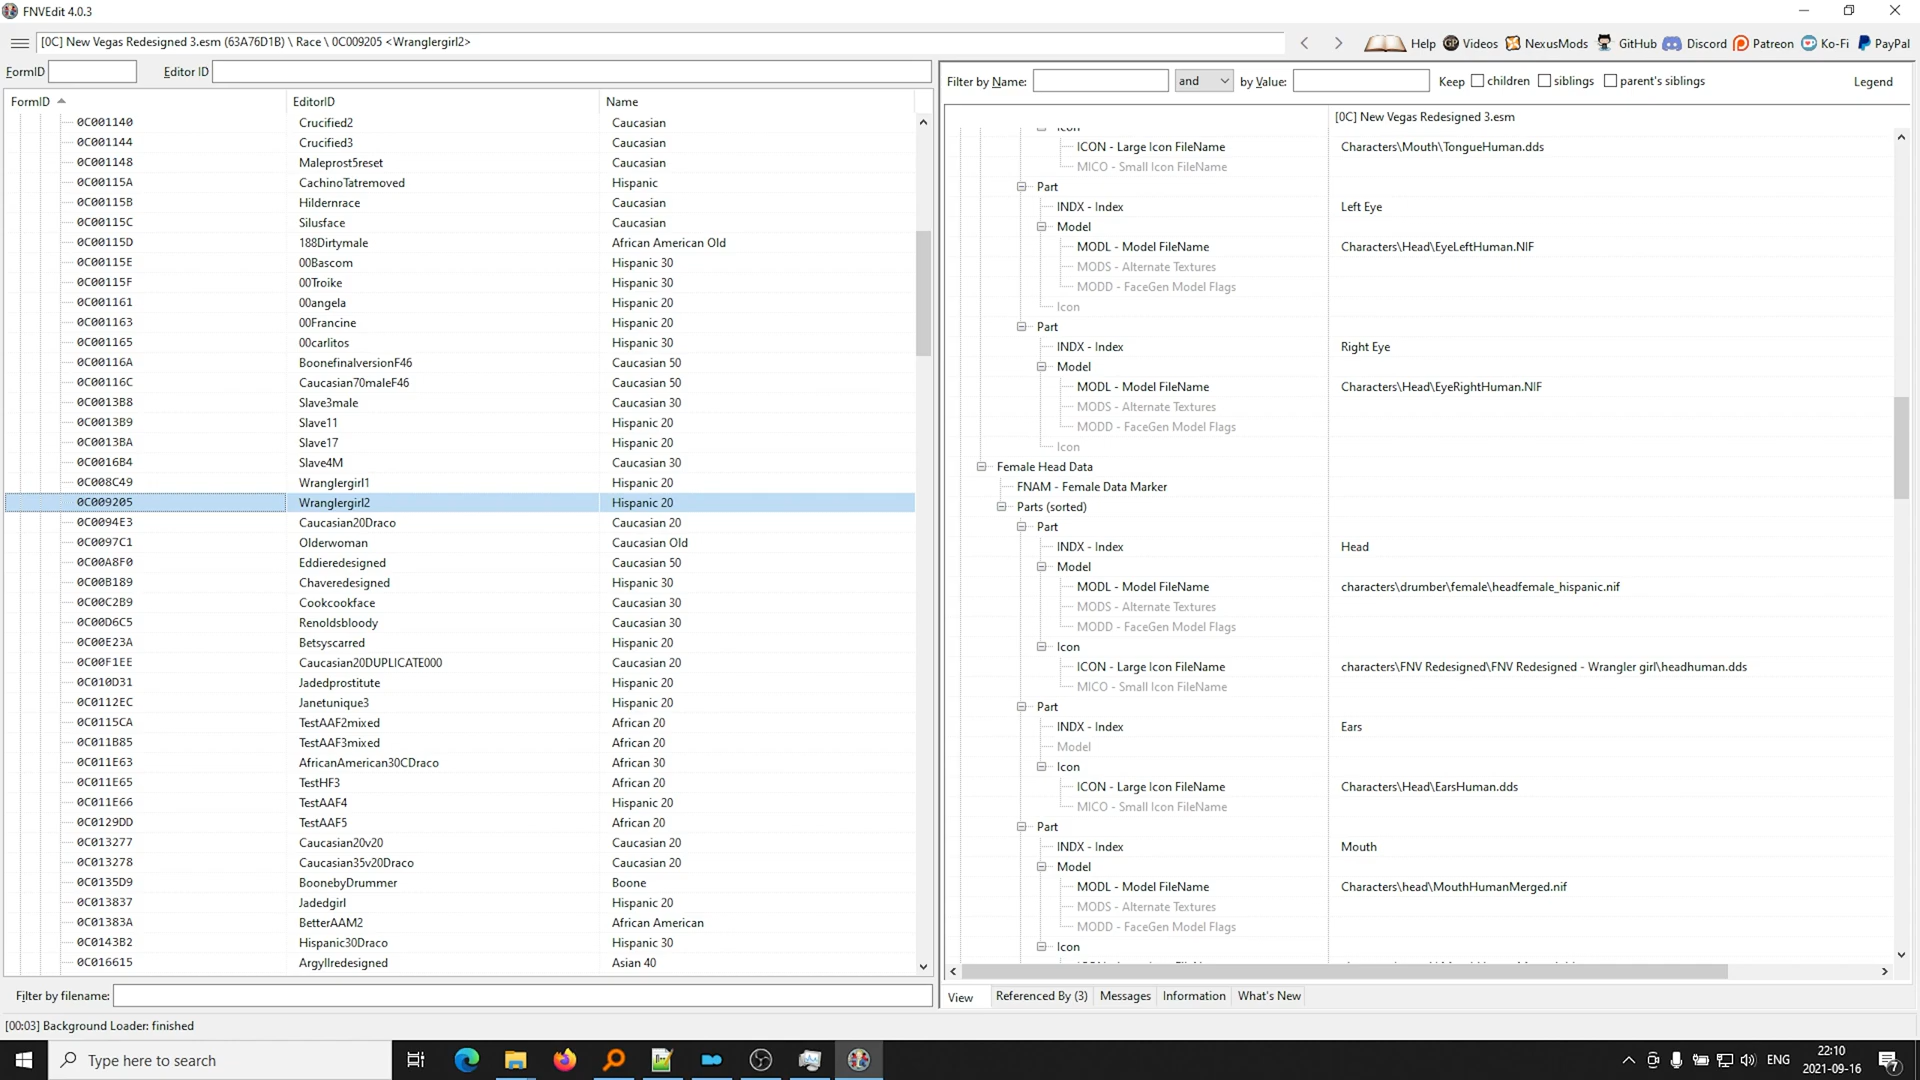 FNVEdit 4.0.3
[0C] New Vegas Redesigned 3.esm (63A76D1B) \ Race \ 0C009205 <Wranglergirl2>
Help Videos NexusMods GitHub Discord Patreon Ko-Fi PayPal
FormID Editor ID
FormID EditorID Name
0C001140 Crucified2 Caucasian
0C001144 Crucified3 Caucasian
0C001148 Maleprost5reset Caucasian
0C00115A CachinoTatremoved Hispanic
0C00115B Hildernrace Caucasian
0C00115C Silusface Caucasian
0C00115D 188Dirtymale African American Old
0C00115E 00Bascom Hispanic 30
0C00115F 00Troike Hispanic 30
0C001161 00angela Hispanic 20
0C001163 00Francine Hispanic 20
0C001165 00carlitos Hispanic 30
0C00116A BoonefinalversionF46 Caucasian 50
0C00116C Caucasian70maleF46 Caucasian 50
0C0013B8 Slave3male Caucasian 30
0C0013B9 Slave11 Hispanic 20
0C0013BA Slave17 Hispanic 20
0C0016B4 Slave4M Caucasian 30
0C008C49 Wranglergirl1 Hispanic 20
0C009205 Wranglergirl2 Hispanic 20
0C0094E3 Caucasian20Draco Caucasian 20
0C0097C1 Olderwoman Caucasian Old
0C00A8F0 Eddieredesigned Caucasian 50
0C00B189 Chaveredesigned Hispanic 30
0C00C2B9 Cookcookface Caucasian 30
0C00D6C5 Renoldsbloody Caucasian 30
0C00E23A Betsyscarred Hispanic 20
0C00F1EE Caucasian20DUPLICATE000 Caucasian 20
0C010D31 Jadedprostitute Hispanic 20
0C0112EC Janetunique3 Hispanic 20
0C0115CA TestAAF2mixed African 20
0C011B85 TestAAF3mixed African 20
0C011E63 AfricanAmerican30CDraco African 30
0C011E65 TestHF3 African 20
0C011E66 TestAAF4 Hispanic 20
0C0129DD TestAAF5 African 20
0C013277 Caucasian20v20 Caucasian 20
0C013278 Caucasian35v20Draco Caucasian 20
0C0135D9 BoonebyDrummer Boone
0C013837 Jadedgirl Hispanic 20
0C01383A BetterAAM2 African American
0C0143B2 Hispanic30Draco Hispanic 30
0C016615 Argyllredesigned Asian 40
Filter by filename:
[00:03] Background Loader: finished
Filter by Name: and by Value: Keep children siblings parent's siblings Legend
[0C] New Vegas Redesigned 3.esm
Icon
ICON - Large Icon FileName Characters\Mouth\TongueHuman.dds
MICO - Small Icon FileName
Part
INDX - Index Left Eye
Model
MODL - Model FileName Characters\Head\EyeLeftHuman.NIF
MODS - Alternate Textures
MODD - FaceGen Model Flags
Icon
Part
INDX - Index Right Eye
Model
MODL - Model FileName Characters\Head\EyeRightHuman.NIF
MODS - Alternate Textures
MODD - FaceGen Model Flags
Icon
Female Head Data
FNAM - Female Data Marker
Parts (sorted)
Part
INDX - Index Head
Model
MODL - Model FileName characters\drumber\female\headfemale_hispanic.nif
MODS - Alternate Textures
MODD - FaceGen Model Flags
Icon
ICON - Large Icon FileName characters\FNV Redesigned\FNV Redesigned - Wrangler girl\headhuman.dds
MICO - Small Icon FileName
Part
INDX - Index Ears
Model
Icon
ICON - Large Icon FileName Characters\Head\EarsHuman.dds
MICO - Small Icon FileName
Part
INDX - Index Mouth
Model
MODL - Model FileName Characters\head\MouthHumanMerged.nif
MODS - Alternate Textures
MODD - FaceGen Model Flags
Icon
View Referenced By (3) Messages Information What's New
Type here to search
ENG
22:10
2021-09-16
7